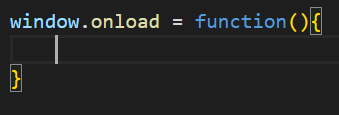 window.onload = function(){
}